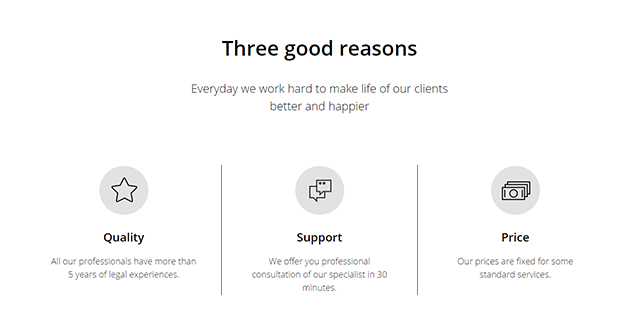 Three good reasons
Everyday we work hard to make life of our clients
better and happier
Quality
All our professionals have more than
5 years of legal experiences.
Support
We offer you professional
consultation of our specialist in 30
minutes.
Price
Our prices are fixed for some
standard services.